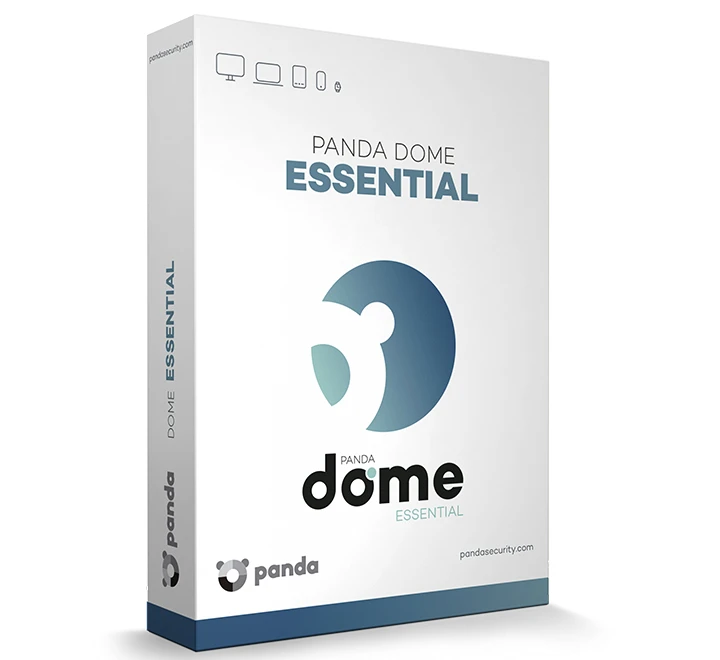 pandasecurity.com
PANDA DOME
ESSENTIAL
PANDA
dome
ESSENTIAL
pandasecurity.com
panda
DOME ESSENTIAL
panda